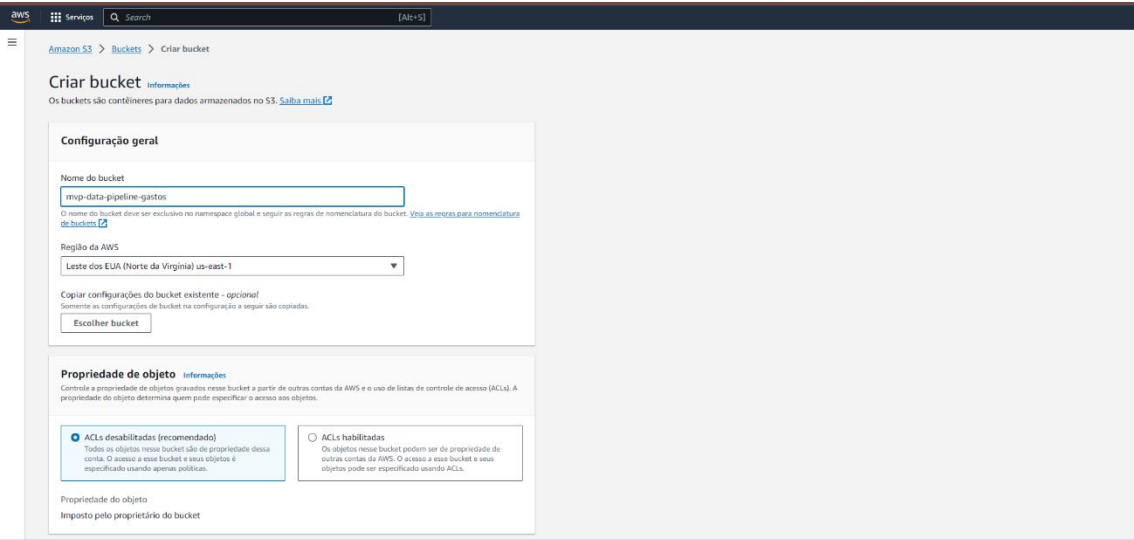 aws Serviços Search [Alt+S]
Amazon S3 > Buckets > Criar bucket
Criar bucket Informações
Os buckets são contêineres para dados armazenados no S3. Saiba mais
Configuração geral
Nome do bucket
mvp-data-pipeline-gastos
O nome do bucket deve ser exclusivo no namespace global e seguir as regras de nomenclatura do bucket. Veja as regras para nomenclatura
de buckets
Região da AWS
Leste dos EUA (Norte da Virgínia) us-east-1
Copiar configurações do bucket existente - opcional
Somente as configurações de bucket na configuração a seguir são copiadas.
Escolher bucket
Propriedade de objeto Informações
Controle a propriedade de objetos gravados nesse bucket a partir de outras contas da AWS e o uso de listas de controle de acesso (ACLs). A
propriedade do objeto determina quem pode especificar o acesso aos objetos.
ACLs desabilitadas (recomendado)
Todos os objetos nesse bucket são de propriedade dessa
conta. O acesso a esse bucket e seus objetos é
especificado usando apenas políticas.
ACLs habilitadas
Os objetos nesse bucket podem ser de propriedade de
outras contas da AWS. O acesso a esse bucket e seus
objetos pode ser especificado usando ACLs.
Propriedade do objeto
Imposto pelo proprietário do bucket